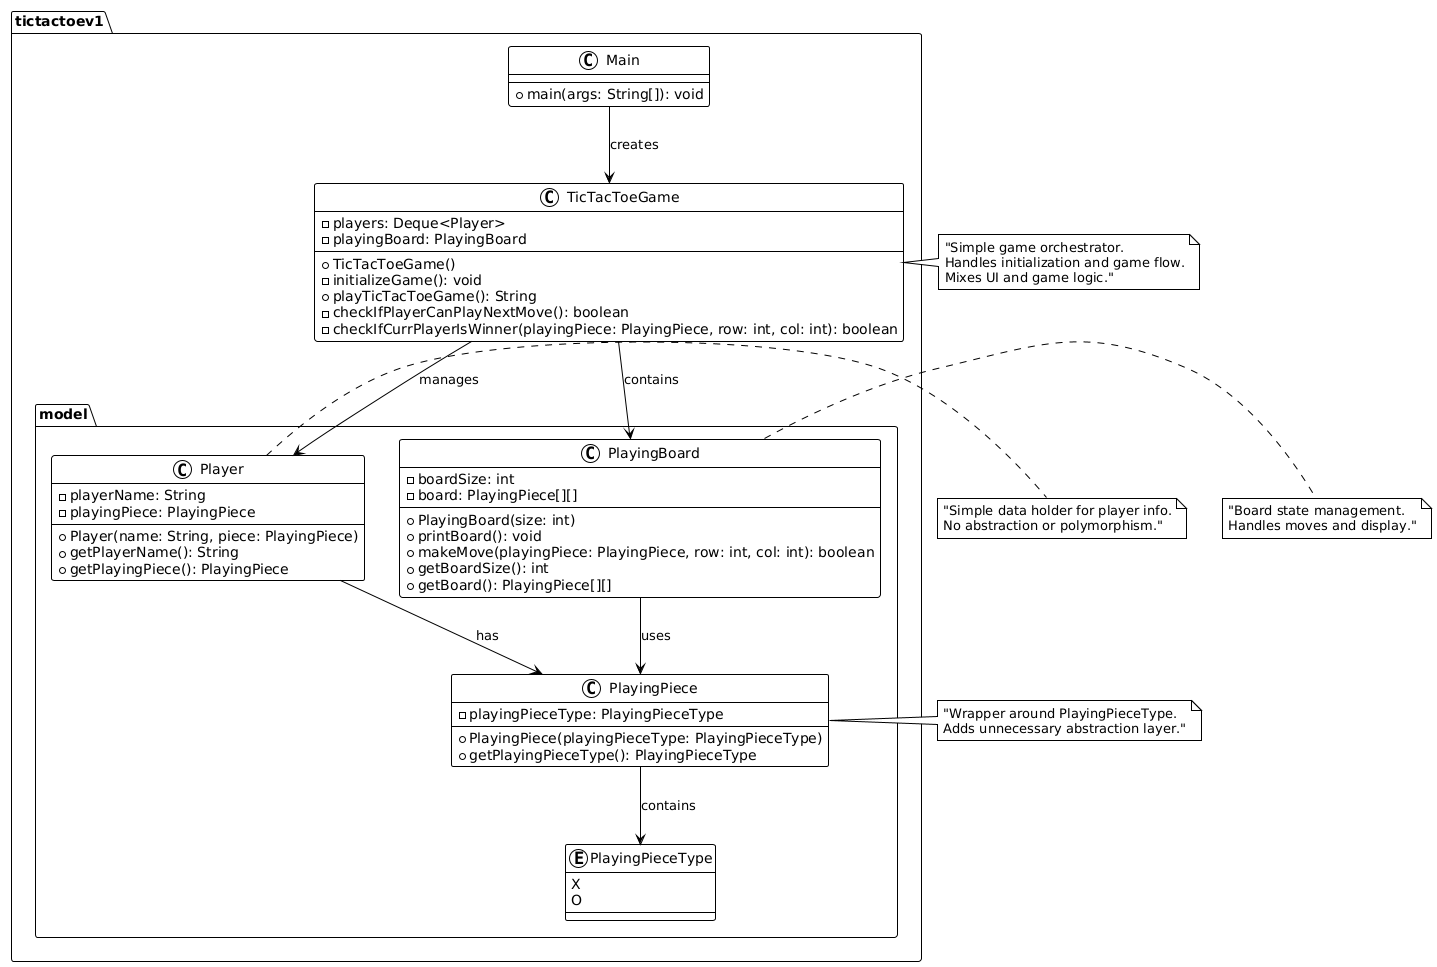 tictactoev1
C Main
main(args: String[]): void
creates
C TicTacToeGame
players: Deque<Player>
playingBoard: PlayingBoard
TicTacToeGame()
initializeGame(): void
playTicTacToeGame(): String
checkIfPlayerCanPlayNextMove(): boolean
checkIfCurrPlayerIsWinner(playingPiece: PlayingPiece, row: int, col: int): boolean
"Simple game orchestrator.
Handles initialization and game flow.
Mixes UI and game logic."
manages
contains
model
C Player
playerName: String
playingPiece: PlayingPiece
Player(name: String, piece: PlayingPiece)
getPlayerName(): String
getPlayingPiece(): PlayingPiece
C PlayingBoard
boardSize: int
board: PlayingPiece[][]
PlayingBoard(size: int)
printBoard(): void
makeMove(playingPiece: PlayingPiece, row: int, col: int): boolean
getBoardSize(): int
getBoard(): PlayingPiece[][]
"Simple data holder for player info.
No abstraction or polymorphism."
"Board state management.
Handles moves and display."
has
uses
C PlayingPiece
playingPieceType: PlayingPieceType
PlayingPiece(playingPieceType: PlayingPieceType)
getPlayingPieceType(): PlayingPieceType
"Wrapper around PlayingPieceType.
Adds unnecessary abstraction layer."
contains
E PlayingPieceType
X
O